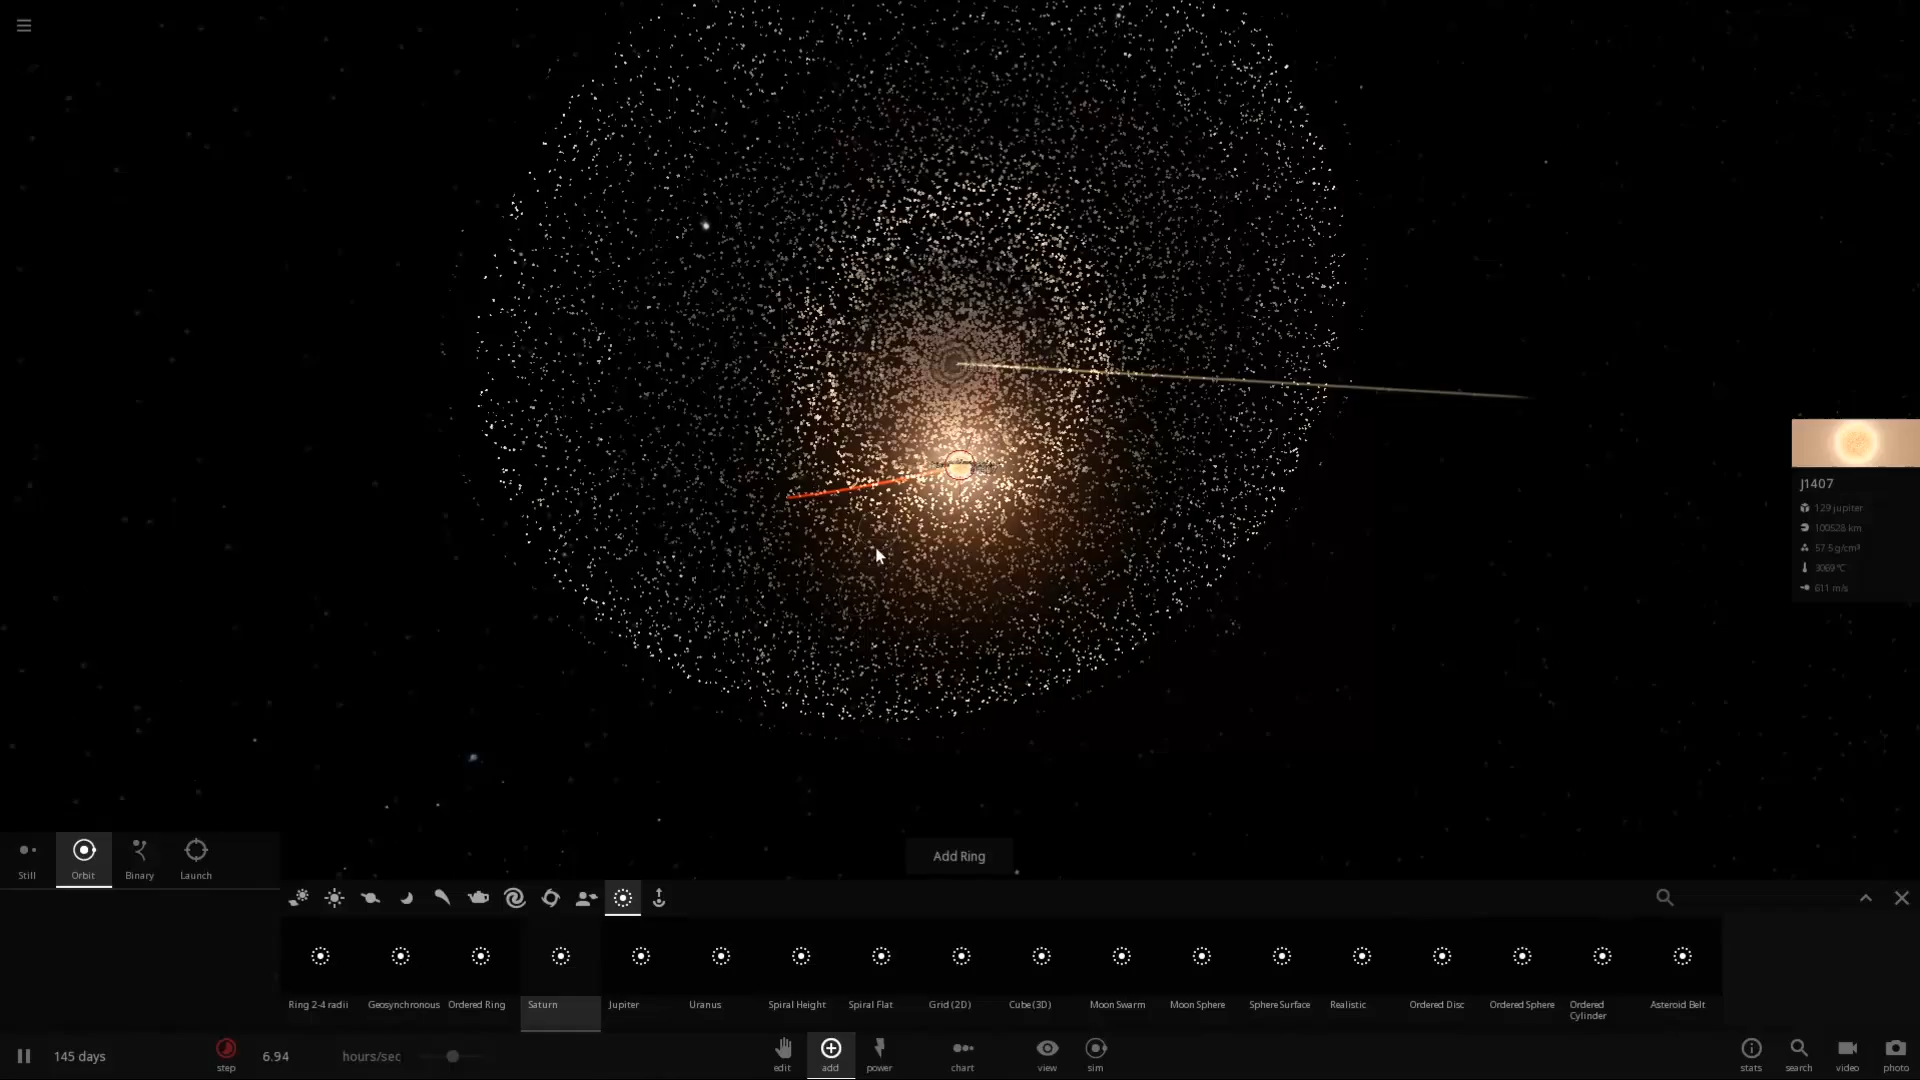 J1407
129 jupiter
100528 km
57.5 g/cm³
3069 °C
611 m/s
Still
Orbit
Binary
Launch
Add Ring
Ring 2-4 radii
Geosynchronous
Ordered Ring
Saturn
Jupiter
Uranus
Spiral Height
Spiral Flat
Grid (2D)
Cube (3D)
Moon Swarm
Moon Sphere
Sphere Surface
Realistic
Ordered Disc
Ordered Sphere
Ordered
Cylinder
Asteroid Belt
145 days
step
6.94
hours/sec
edit
add
power
chart
view
sim
stats
search
video
photo